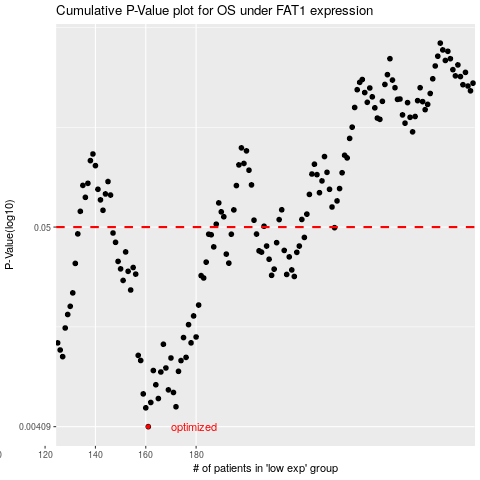 Cumulative P-Value plot for OS under FAT1 expression
P-Value(log10)
0.05
0.00409
optimized
0 120 140 160 180
# of patients in 'low exp' group